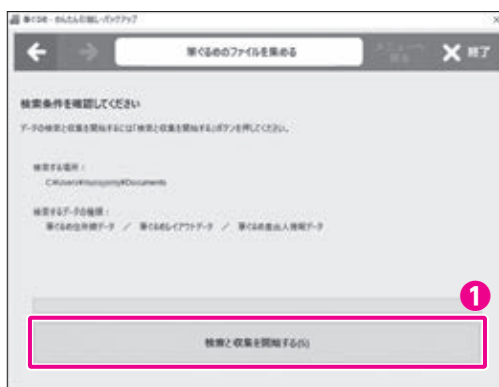 筆ぐるめ - かんたん引越し・バックアップ
筆ぐるめのファイルを集める
終了
検索条件を確認してください
データの検索と収集を開始するには「検索と収集を開始する」ボタンを押してください。
検索する場所：
検索するデータの種類：
筆ぐるめ住所録データ ／ 筆ぐるめレイアウトデータ ／ 筆ぐるめ差出人情報データ
1
検索と収集を開始する(S)